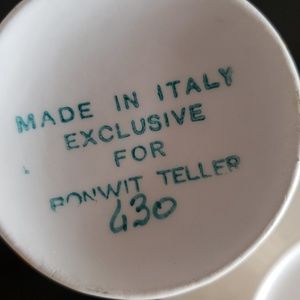 MADE IN ITALY
EXCLUSIVE
FOR
BONWIT TELLER
430